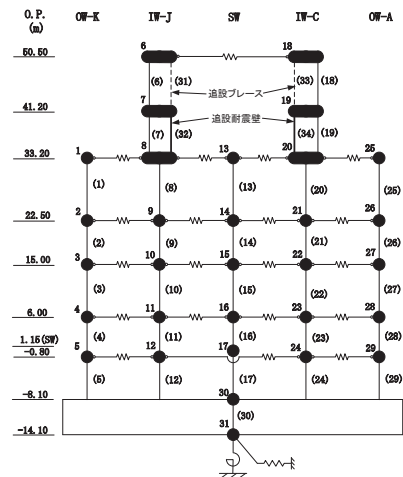 O.P. OW-K IW-J SW IW-C OW-A
(m)
50.50 6 18
(6) (31) (33) (18)
追設ブレース
41.20 7 19
追設耐震壁
(7) (32) (34) (19)
33.20 1 8 13 20 25
(1) (8) (13) (20) (25)
22.50 2 9 14 21 26
(2) (9) (14) (21) (26)
15.00 3 10 15 22 27
(3) (10) (15) (22) (27)
6.00 4 11 16 23 28
1.15(SW) (4) (11) (16) (23) (28)
-0.80 5 12 17 24 29
(5) (12) (17) (24) (29)
-8.10 30
(30)
-14.10 31